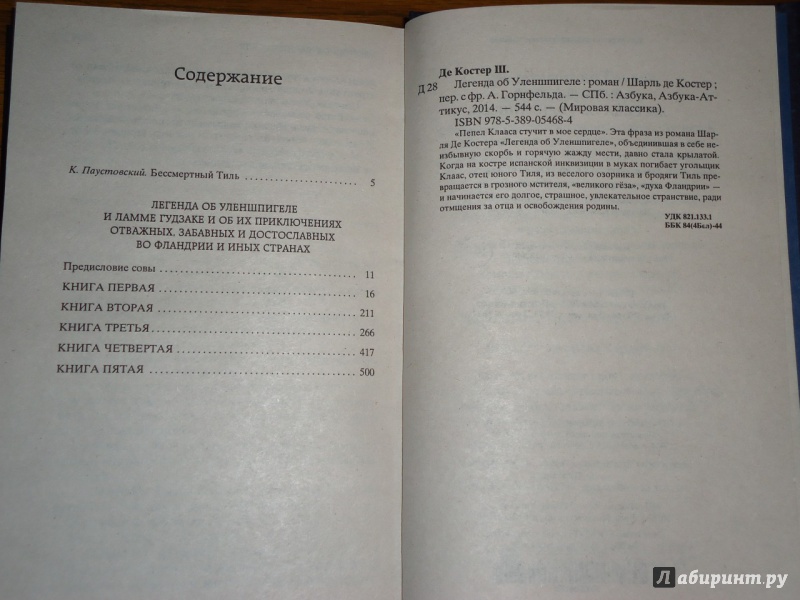 Содержание
К. Паустовский. Бессмертный Тиль 5
ЛЕГЕНДА ОБ УЛЕНШПИГЕЛЕ
И ЛАММЕ ГУДЗАКЕ И ОБ ИХ ПРИКЛЮЧЕНИЯХ
ОТВАЖНЫХ, ЗАБАВНЫХ И ДОСТОСЛАВНЫХ
ВО ФЛАНДРИИ И ИНЫХ СТРАНАХ
Предисловие совы 11
КНИГА ПЕРВАЯ 16
КНИГА ВТОРАЯ 211
КНИГА ТРЕТЬЯ 266
КНИГА ЧЕТВЕРТАЯ 417
КНИГА ПЯТАЯ 500
Де Костер Ш.
Д 28 Легенда об Уленшпигеле : роман / Шарль де Костер ;
пер. с фр. А. Горнфельда. — СПб. : Азбука, Азбука-Ат-
тикус, 2014. — 544 с. — (Мировая классика).
ISBN 978-5-389-05468-4
«Пепел Клааса стучит в мое сердце». Эта фраза из романа Шар-
ля Де Костера «Легенда об Уленшпигеле», объединившая в себе не-
избывную скорбь и горячую жажду мести, давно стала крылатой.
Когда на костре испанской инквизиции в муках погибает угольщик
Клаас, отец юного Тиля, из веселого озорника и бродяги Тиль пре-
вращается в грозного мстителя, «великого гёза», «духа Фландрии» —
и начинается его долгое, страшное, увлекательное странствие, ради
отмщения за отца и освобождения родины.
УДК 821.133.1
ББК 84(4Бел)-44
Лабиринт.ру